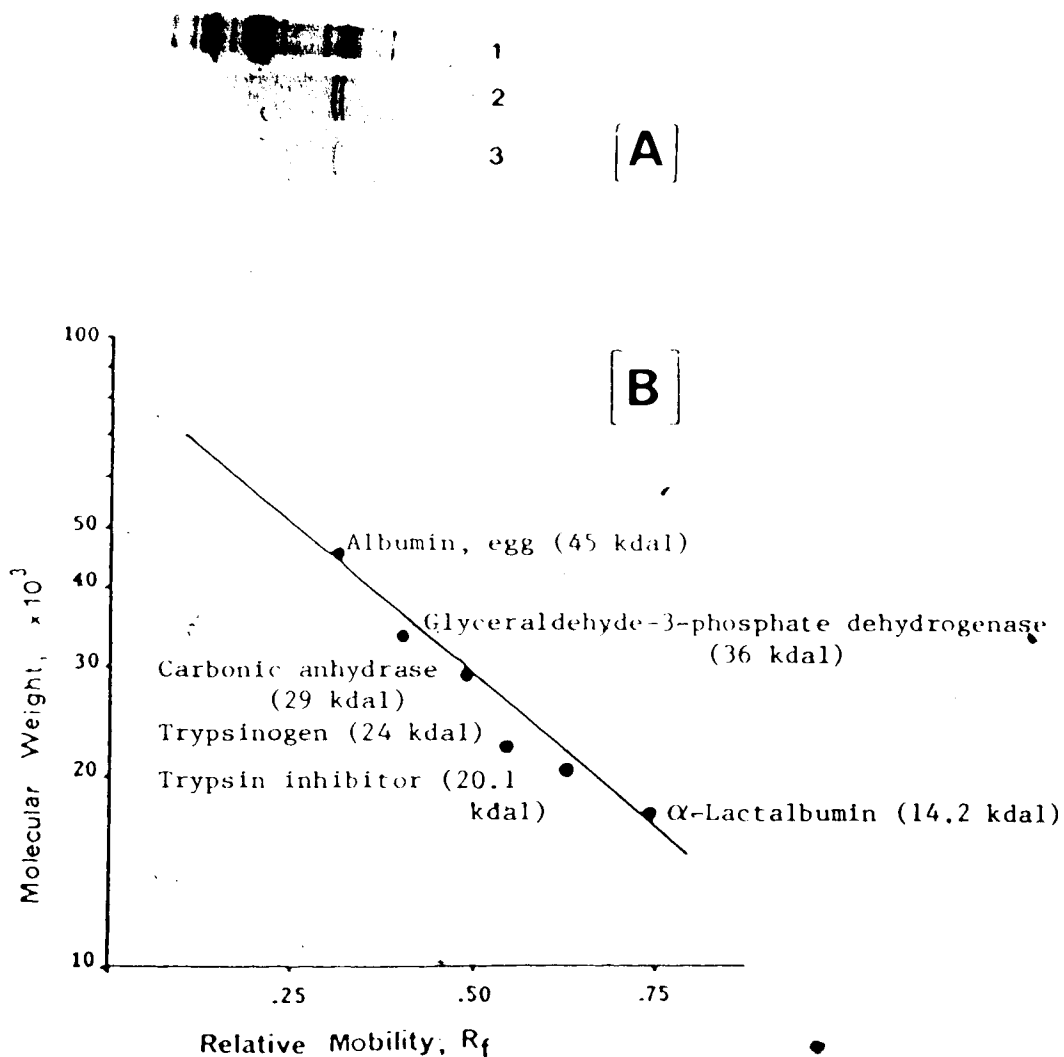 1
2
[A]
3
100
[B]
50
Albumin, egg (45 kdal)
40
Glyceraldehyde-3-phosphate dehydrogenase
(36 kdal)
30
Carbonic anhydrase
(29 kdal)
Trypsinogen (24 kdal)
20
Trypsin inhibitor (20.1
kdal)
α-Lactalbumin (14.2 kdal)
10
.25
.50
.75
Molecular Weight, ×10³
Relative Mobility, Rf